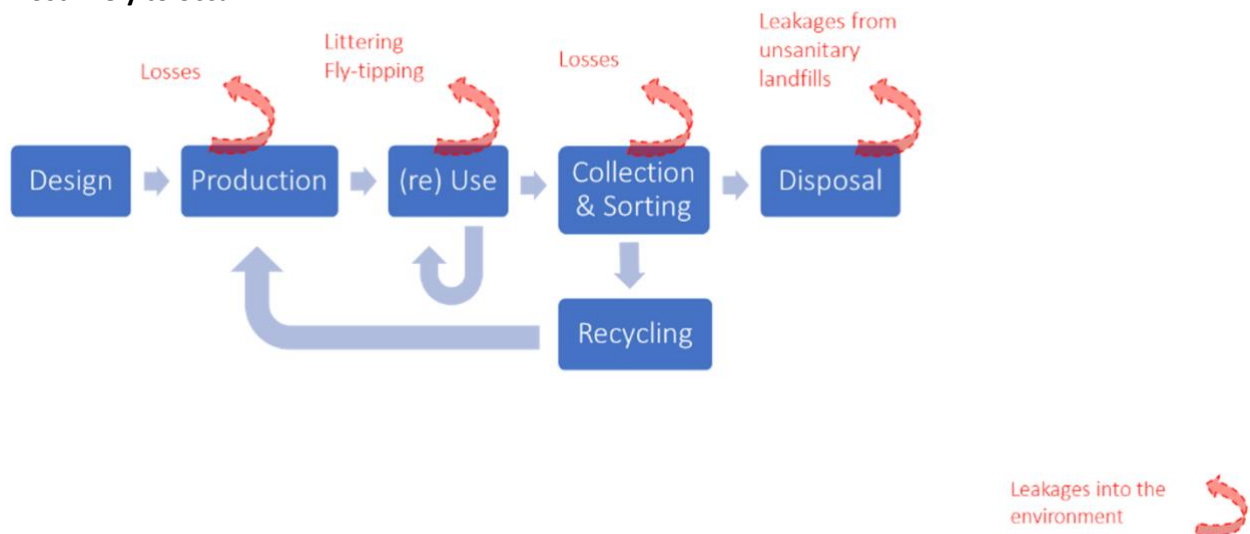 Leakages from
unsanitary
landfills
Littering
Fly-tipping
Losses
Losses
Design
Production
(re) Use
Collection
& Sorting
Disposal
Recycling
Leakages into the
environment